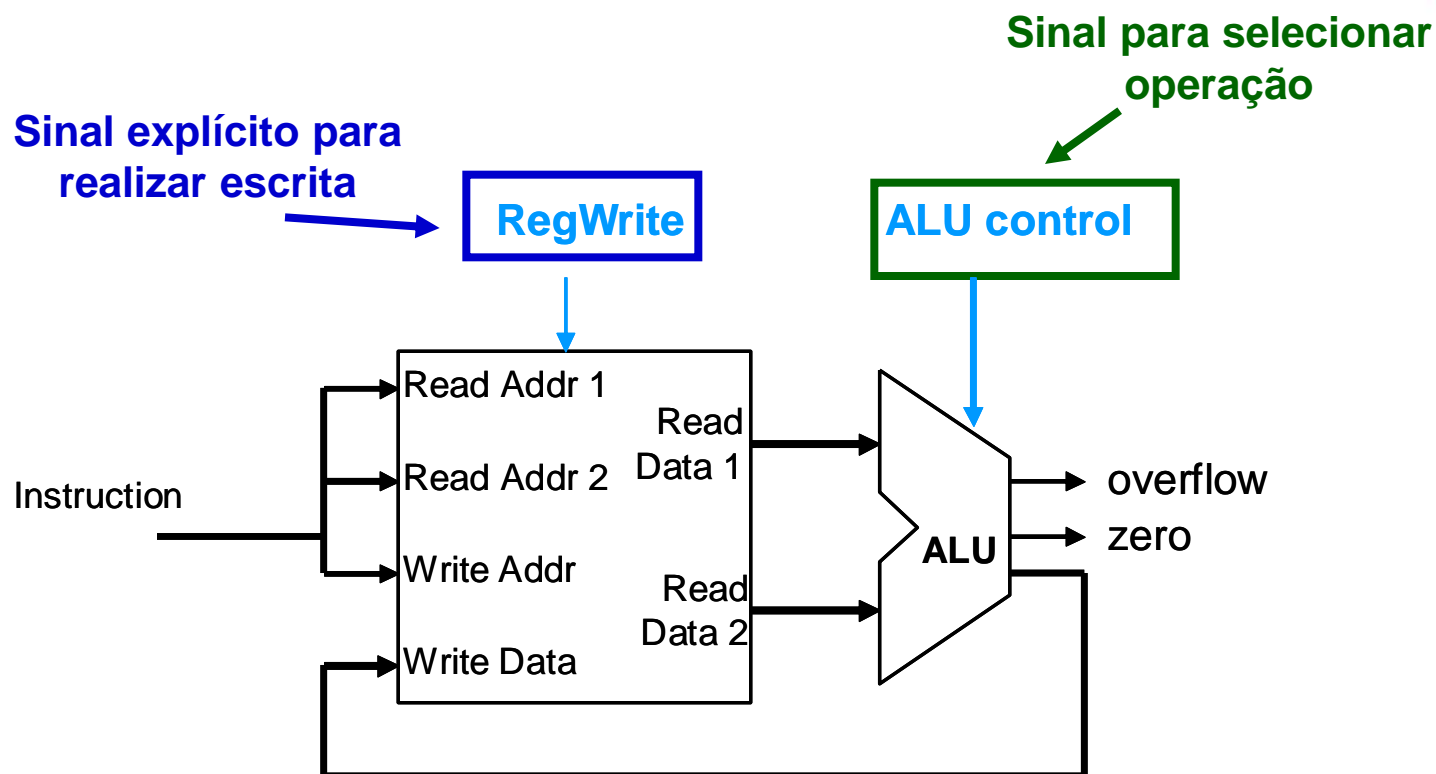 Sinal para selecionar
operação
Sinal explícito para
realizar escrita
RegWrite
ALU control
Read Addr 1
Read
Data 1
Read Addr 2
Instruction
overflow
zero
ALU
Write Addr
Read
Data 2
Write Data